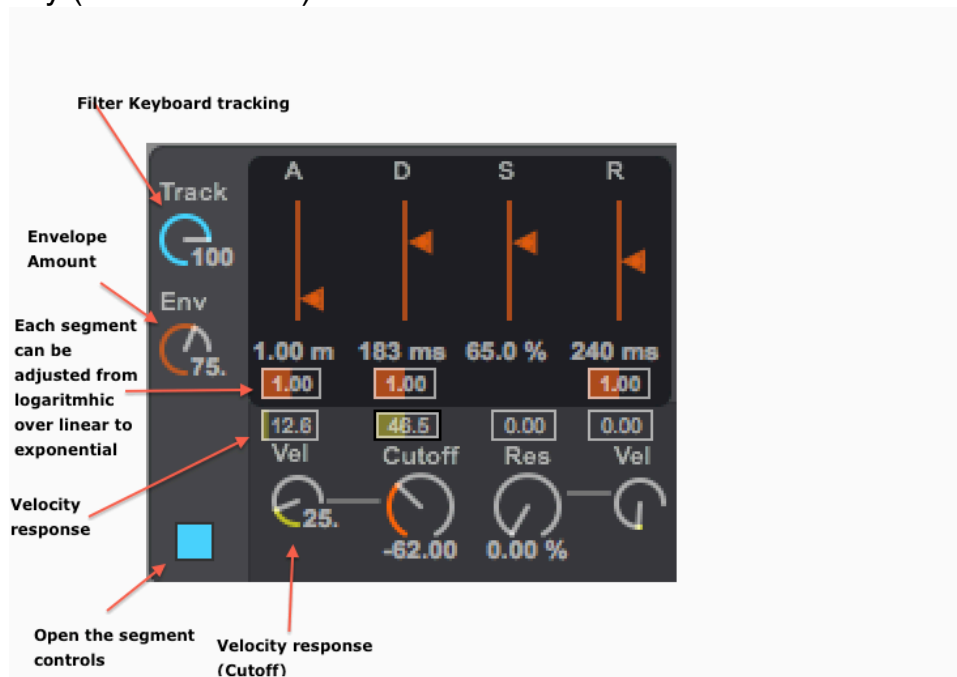 Filter Keyboard tracking
A D S R
Track
100
Envelope
Amount
Env
75.
Each segment
can be
adjusted from
logaritmhic
over linear to
exponential
1.00 m 183 ms 65.0 % 240 ms
1.00 1.00 1.00
12.6 46.5 0.00 0.00
Vel Cutoff Res Vel
25.
-62.00 0.00 %
Velocity
response
Open the segment
controls
Velocity response
(Cutoff)